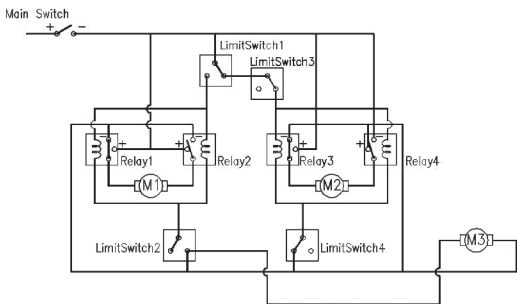 Main Switch
+ −
LimitSwitch1
LimitSwitch3
− + + −
− + + −
Relay1
Relay2
Relay3
Relay4
M1
M2
LimitSwitch2
LimitSwitch4
M3